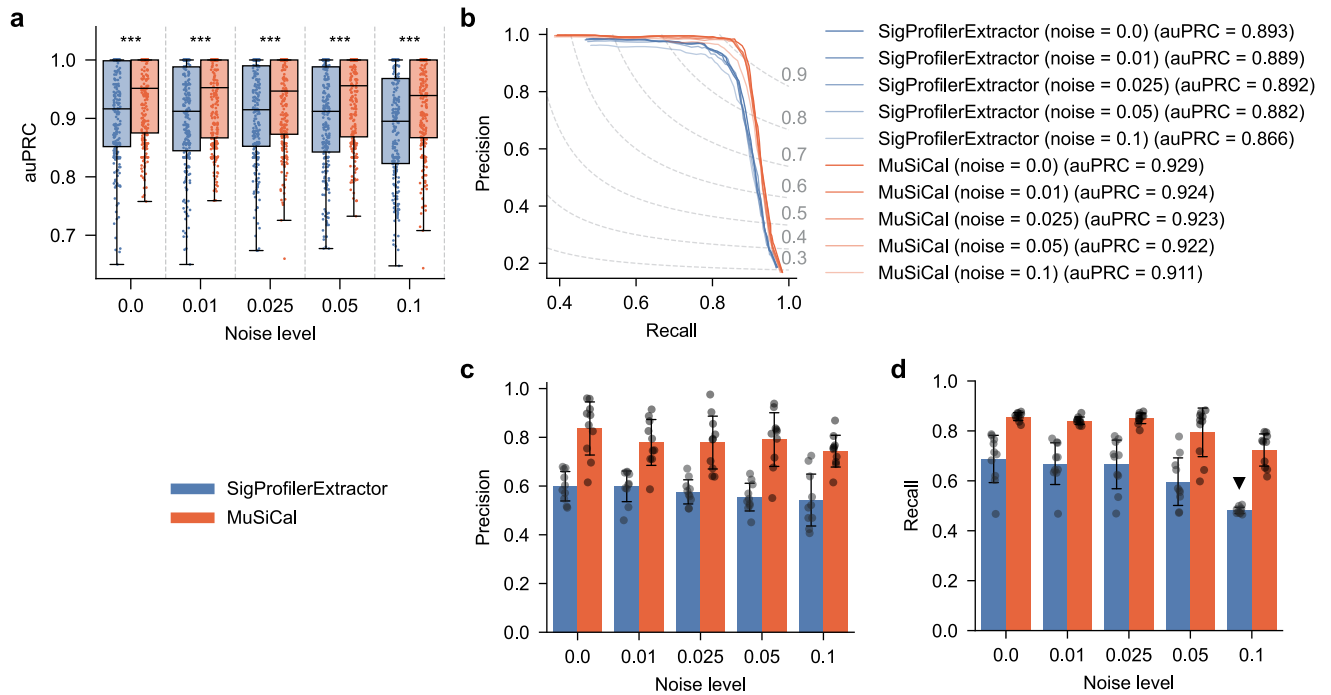 a
*** *** *** *** ***
1.0
0.9
0.8
0.7
auPRC
0.0 0.01 0.025 0.05 0.1
Noise level
b
1.0
0.8
0.6
0.4
0.2
Precision
0.9
0.8
0.7
0.6
0.5
0.4
0.3
0.4 0.6 0.8 1.0
Recall
SigProfilerExtractor (noise = 0.0) (auPRC = 0.893)
SigProfilerExtractor (noise = 0.01) (auPRC = 0.889)
SigProfilerExtractor (noise = 0.025) (auPRC = 0.892)
SigProfilerExtractor (noise = 0.05) (auPRC = 0.882)
SigProfilerExtractor (noise = 0.1) (auPRC = 0.866)
MuSiCal (noise = 0.0) (auPRC = 0.929)
MuSiCal (noise = 0.01) (auPRC = 0.924)
MuSiCal (noise = 0.025) (auPRC = 0.923)
MuSiCal (noise = 0.05) (auPRC = 0.922)
MuSiCal (noise = 0.1) (auPRC = 0.911)
SigProfilerExtractor
MuSiCal
c
1.0
0.8
0.6
0.4
0.2
0.0
Precision
0.0 0.01 0.025 0.05 0.1
Noise level
d
1.0
0.8
0.6
0.4
0.2
0.0
Recall
0.0 0.01 0.025 0.05 0.1
Noise level